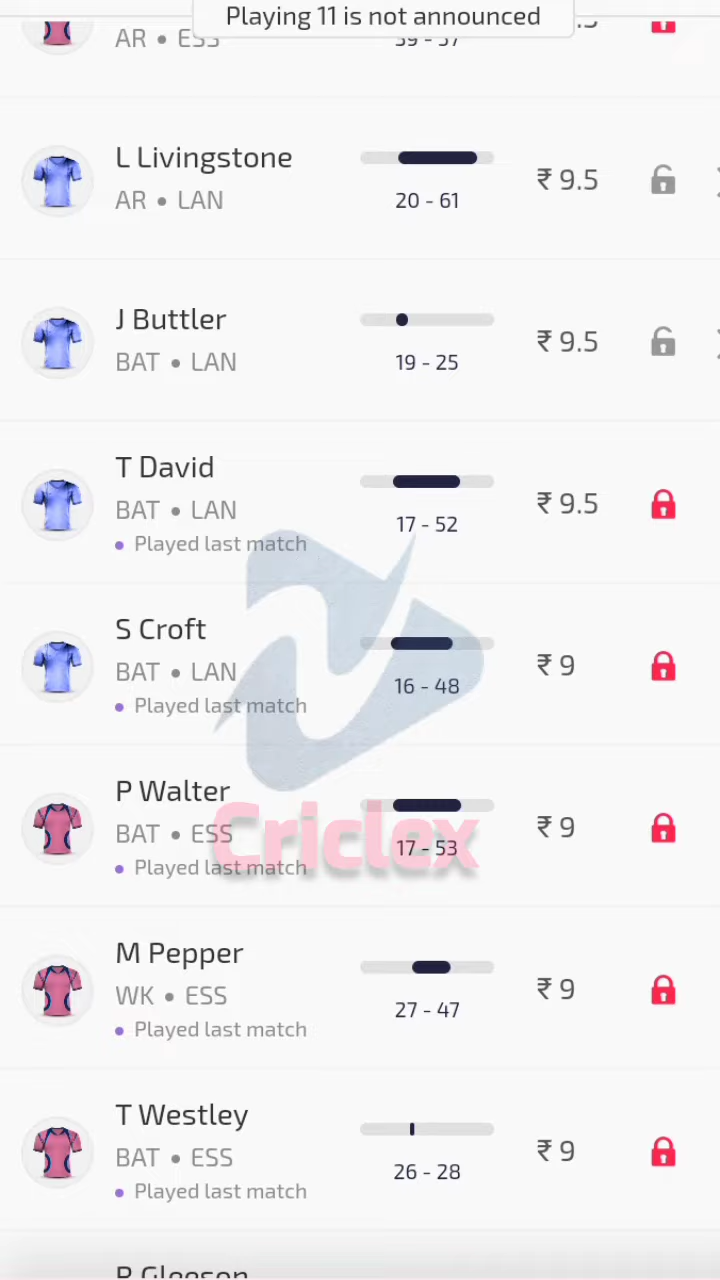 Playing 11 is not announced
AR • ESS
39 - 57
L Livingstone
AR • LAN
20 - 61
₹ 9.5
J Buttler
BAT • LAN
19 - 25
₹ 9.5
T David
BAT • LAN
Played last match
17 - 52
₹ 9.5
S Croft
BAT • LAN
Played last match
16 - 48
₹ 9
P Walter
BAT • ESS
Played last match
17 - 53
₹ 9
Criclex
M Pepper
WK • ESS
Played last match
27 - 47
₹ 9
T Westley
BAT • ESS
Played last match
26 - 28
₹ 9
R Gleeson